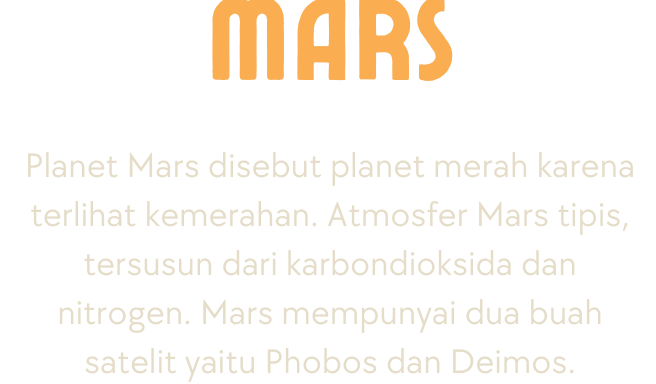 MARS
Planet Mars disebut planet merah karena
terlihat kemerahan. Atmosfer Mars tipis,
tersusun dari karbondioksida dan
nitrogen. Mars mempunyai dua buah
satelit yaitu Phobos dan Deimos.